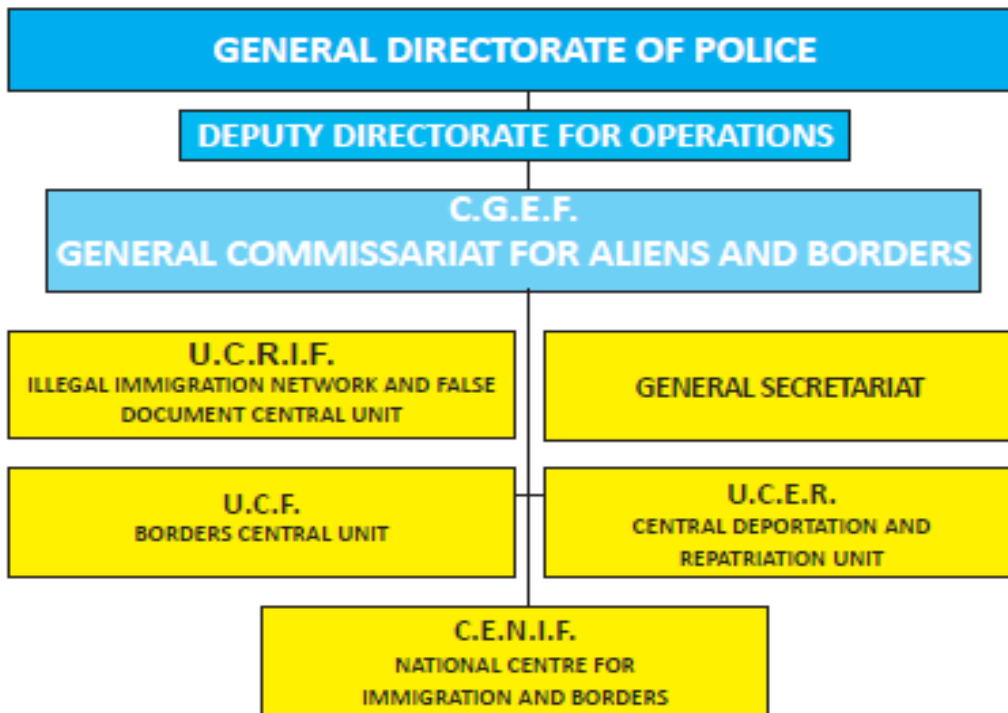 GENERAL DIRECTORATE OF POLICE
DEPUTY DIRECTORATE FOR OPERATIONS
C.G.E.F.
GENERAL COMMISSARIAT FOR ALIENS AND BORDERS
U.C.R.I.F.
ILLEGAL IMMIGRATION NETWORK AND FALSE
DOCUMENT CENTRAL UNIT
GENERAL SECRETARIAT
U.C.F.
BORDERS CENTRAL UNIT
U.C.E.R.
CENTRAL DEPORTATION AND
REPATRIATION UNIT
C.E.N.I.F.
NATIONAL CENTRE FOR
IMMIGRATION AND BORDERS